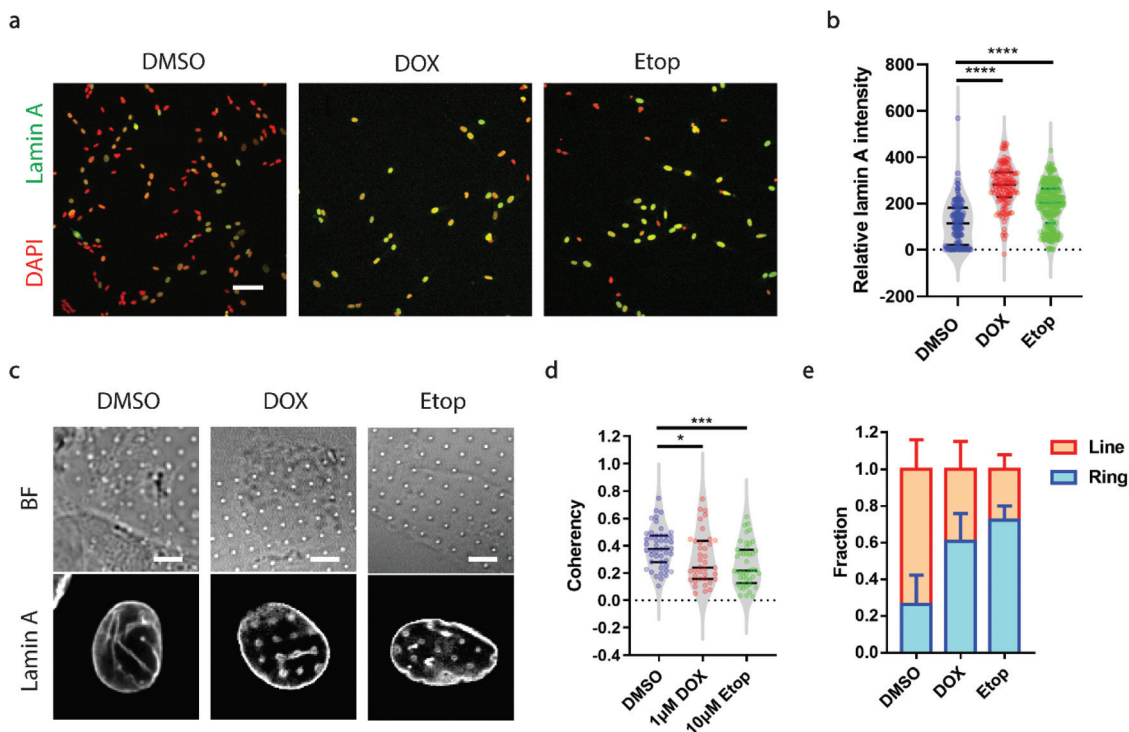 a
DMSO
DOX
Etop
Lamin A
DAPI
b
****
****
Relative lamin A intensity
800
600
400
200
0
-200
DMSO
DOX
Etop
c
DMSO
DOX
Etop
BF
Lamin A
d
***
*
Coherency
1.2
1.0
0.8
0.6
0.4
0.2
0.0
-0.2
-0.4
DMSO
1μM DOX
10μM Etop
e
Fraction
1.2
1.0
0.8
0.6
0.4
0.2
0.0
DMSO
DOX
Etop
Line
Ring